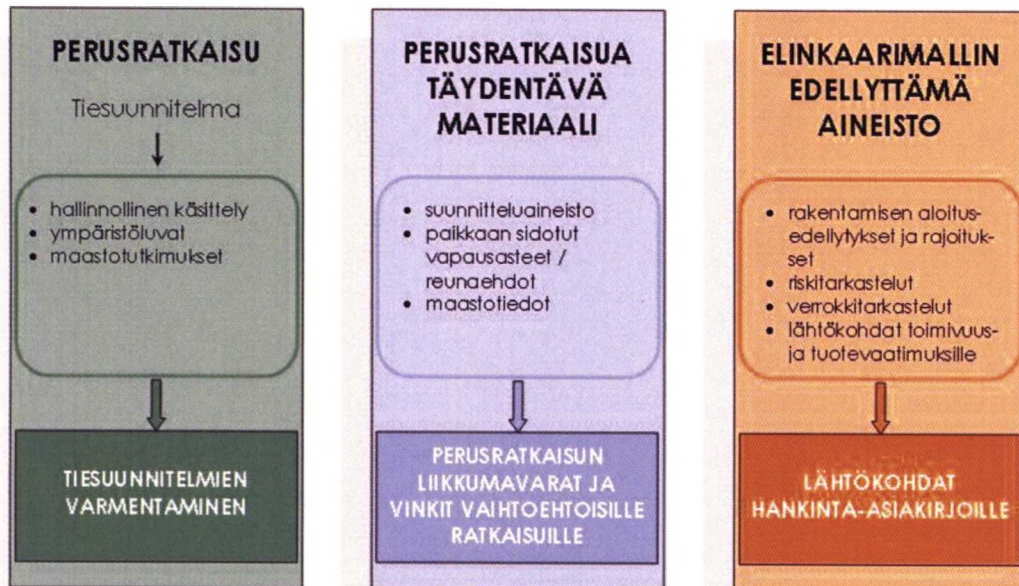 PERUSRATKAISU
Tiesuunnitelma
• hallinnollinen käsittely
• ympäristöluvat
• maastotutkimukset
TIESUUNNITELMIEN
VARMENTAMINEN
PERUSRATKAISUA
TÄYDENTÄVÄ
MATERIAALI
• suunnitteluaineisto
• paikkaan sidotut
vapausasteet /
reunaehdot
• maastotiedot
PERUSRATKAISUN
LIIKKUMAVARAT JA
VINKIT VAIHTOEHTOISILLE
RATKAISUILLE
ELINKAARIMALLIN
EDELLYTTÄMÄ
AINEISTO
• rakentamisen aloitus-
edellytykset ja rajoituk-
set
• riskitarkastelut
• verrokkitarkastelut
• lähtökohdat toimivuus-
ja tuotevaatimuksille
LÄHTÖKOHDAT
HANKINTA-ASIAKIRJOILLE